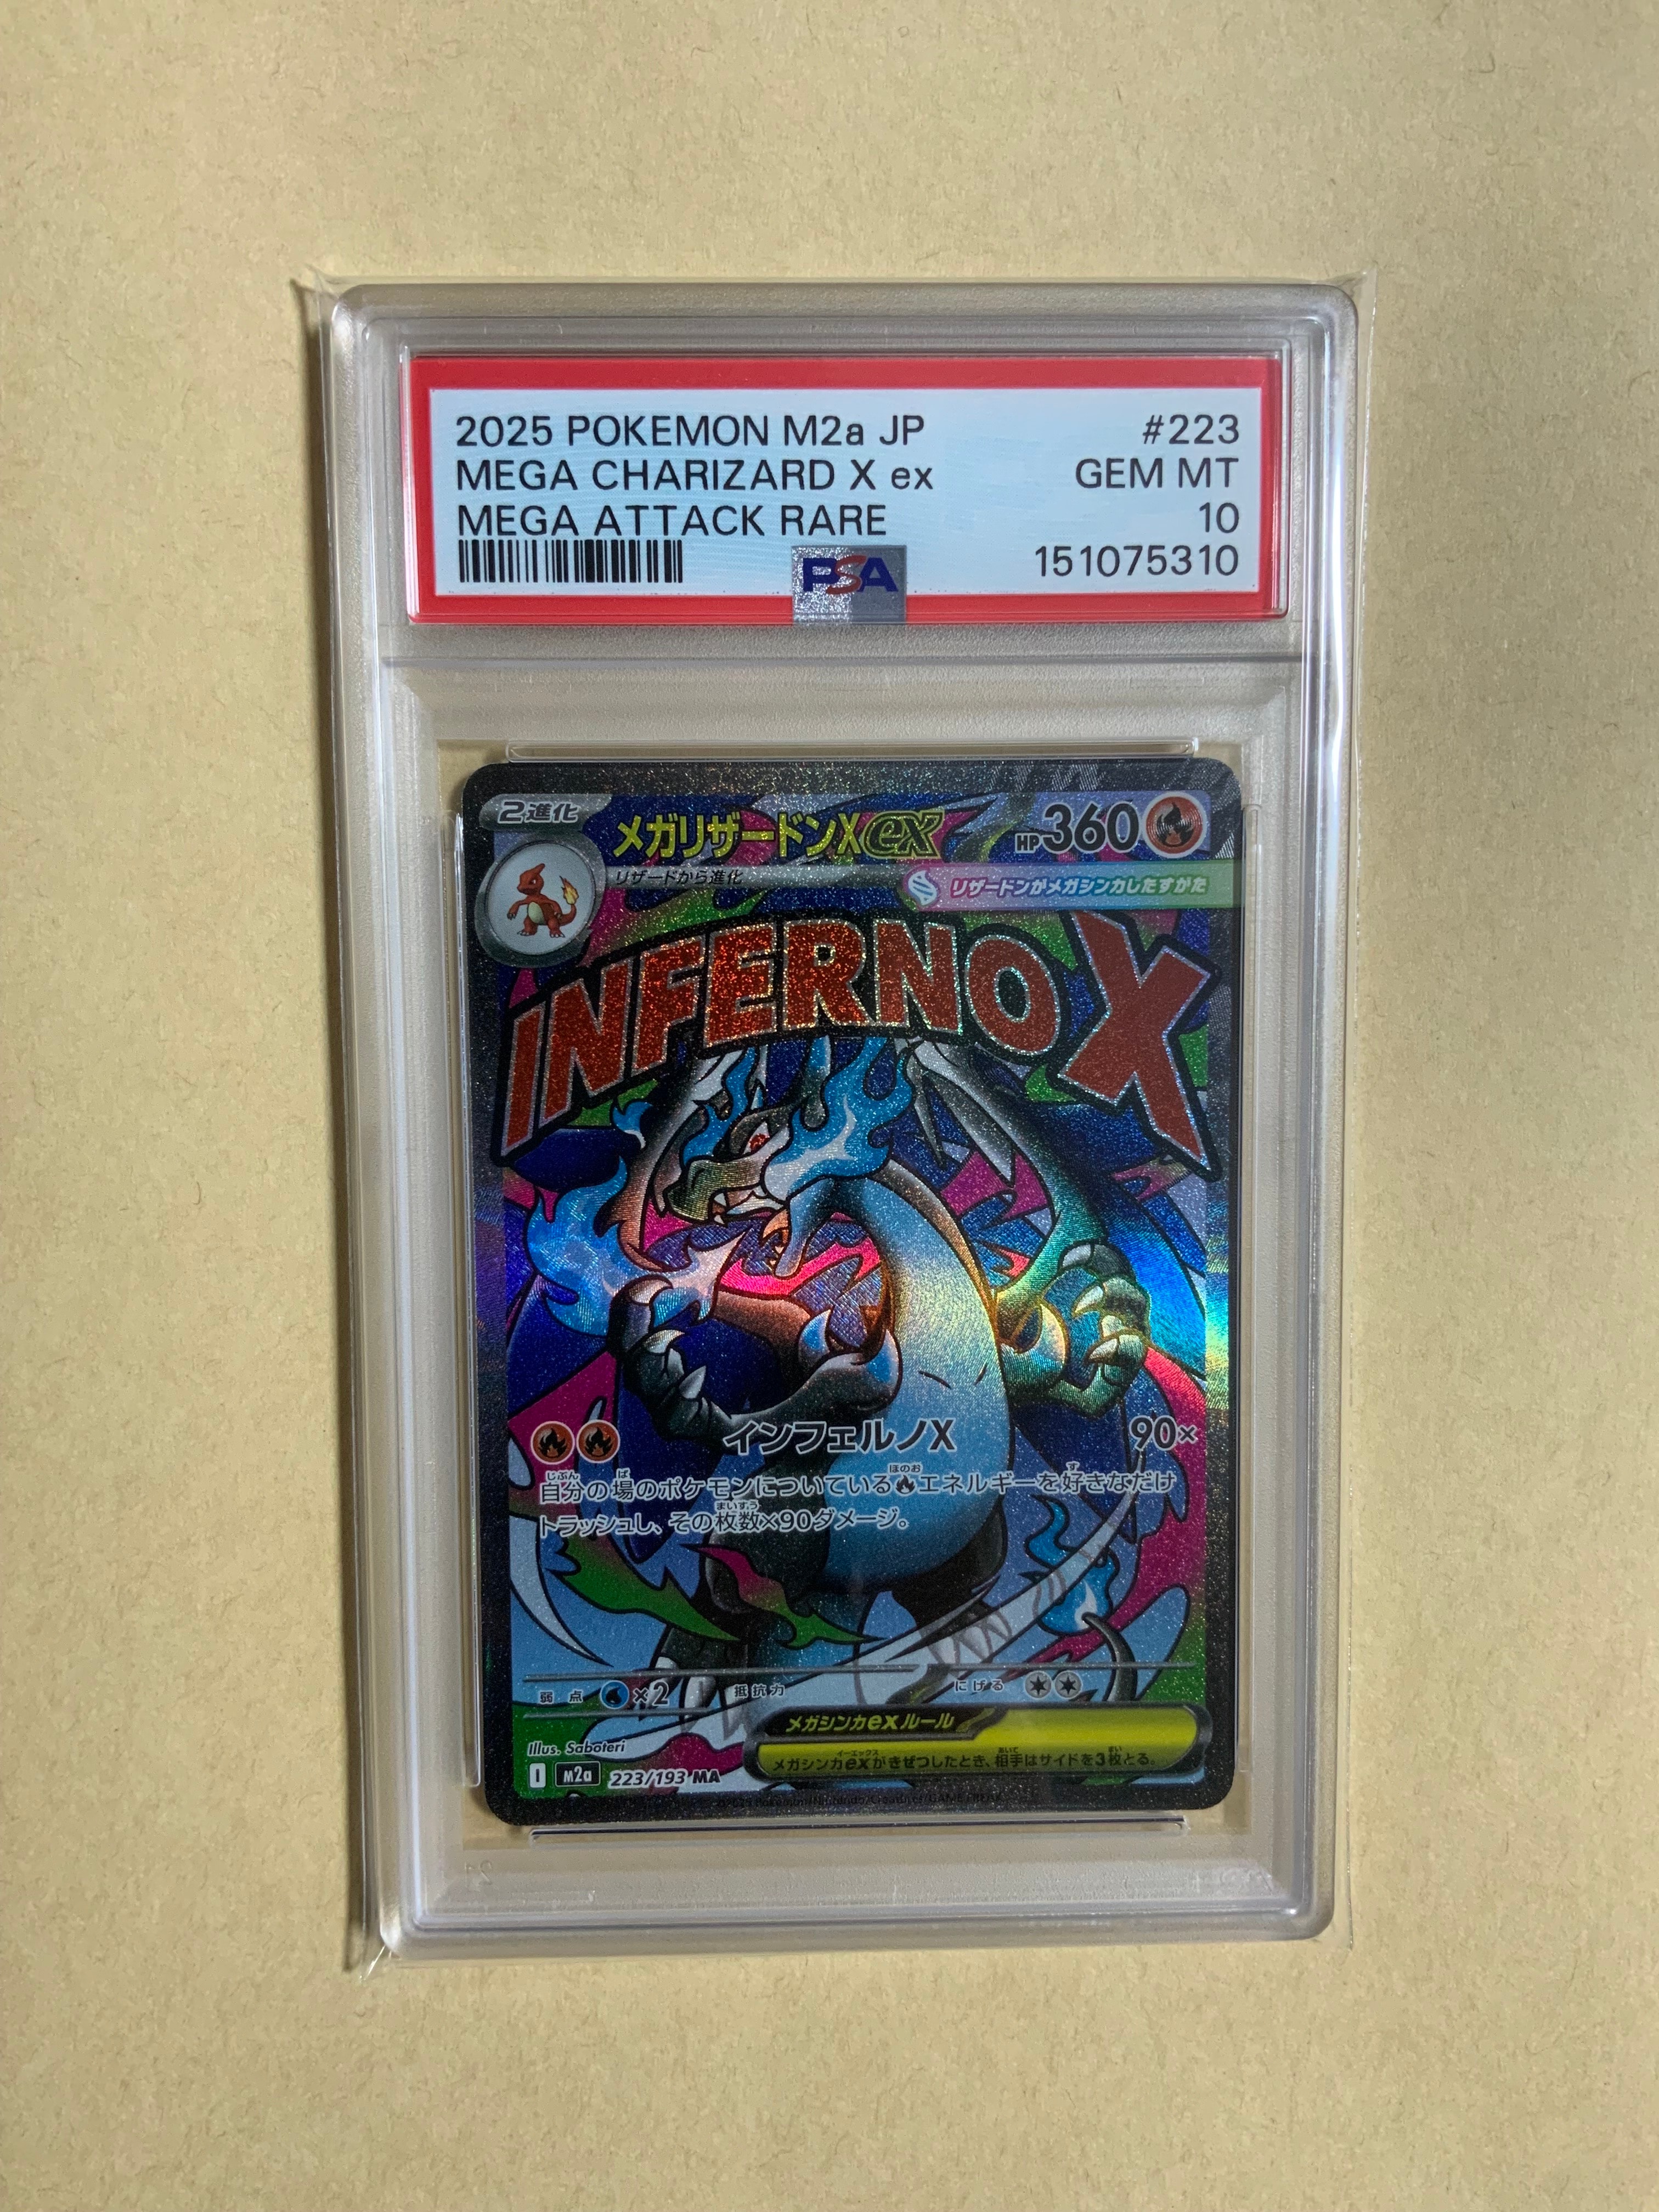 2025 POKEMON M2a JP #223
MEGA CHARIZARD X ex GEM MT
MEGA ATTACK RARE 10
PSA 151075310
2進化
メガリザードンXex HP360
リザードから進化
リザードンがメガシンカしたすがた
INFERNO X
インフェルノX 90×
自分の場のポケモンについているエネルギーを好きなだけ
トラッシュし、その枚数×90ダメージ。
弱点 ×2 抵抗力 にげる
メガシンカexルール
メガシンカexがきぜつしたとき、相手はサイドを3枚とる。
Illus. Saboteri
I M2a 223/193 MA